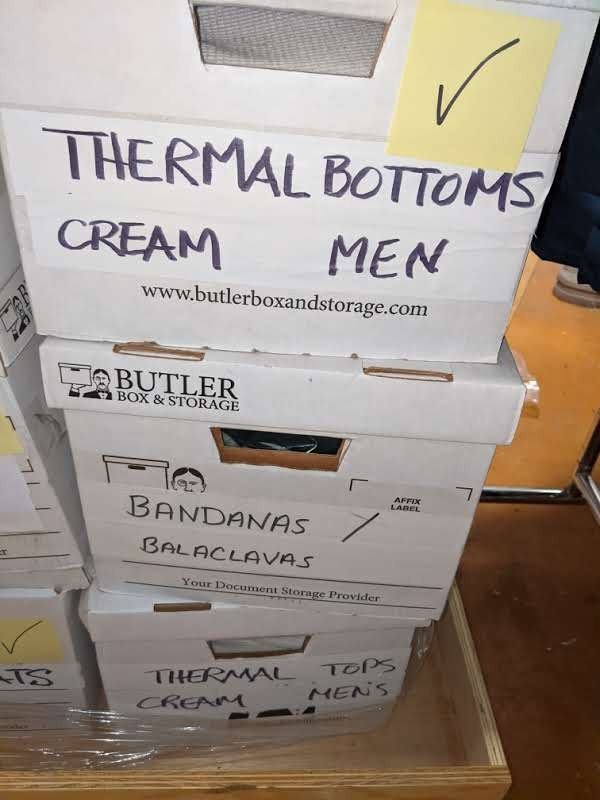 THERMAL BOTTOMS
CREAM MEN
www.butlerboxandstorage.com
BUTLER
BOX & STORAGE
AFFIX
LABEL
BANDANAS /
BALACLAVAS
Your Document Storage Provider
THERMAL TOPS
CREAM MEN'S